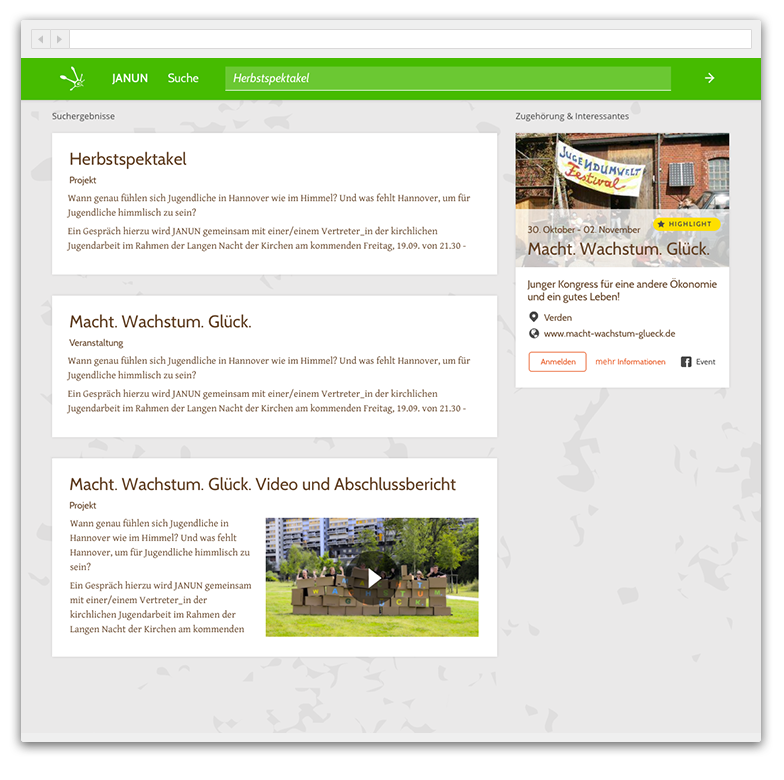 JANUN
Suche
Herbstspektakel
Suchergebnisse
Herbstspektakel
Projekt
Wann genau fühlen sich Jugendliche in Hannover wie im Himmel? Und was fehlt Hannover, um für
Jugendliche himmlisch zu sein?
Ein Gespräch hierzu wird JANUN gemeinsam mit einer/einem Vertreter_in der kirchlichen
Jugendarbeit im Rahmen der Langen Nacht der Kirchen am kommenden Freitag, 19.09. von 21.30 -
Macht. Wachstum. Glück.
Veranstaltung
Wann genau fühlen sich Jugendliche in Hannover wie im Himmel? Und was fehlt Hannover, um für
Jugendliche himmlisch zu sein?
Ein Gespräch hierzu wird JANUN gemeinsam mit einer/einem Vertreter_in der kirchlichen
Jugendarbeit im Rahmen der Langen Nacht der Kirchen am kommenden Freitag, 19.09. von 21.30 -
Macht. Wachstum. Glück. Video und Abschlussbericht
Projekt
Wann genau fühlen sich Jugendliche in
Hannover wie im Himmel? Und was fehlt
Hannover, um für Jugendliche himmlisch zu
sein?
Ein Gespräch hierzu wird JANUN gemeinsam
mit einer/einem Vertreter_in der
kirchlichen Jugendarbeit im Rahmen der
Langen Nacht der Kirchen am kommenden
Zugehörung & Interessantes
JUGENDUMWELT
Festival
HIGHLIGHT
30. Oktober - 02. November
Macht. Wachstum. Glück.
Junger Kongress für eine andere Ökonomie
und ein gutes Leben!
Verden
www.macht-wachstum-glueck.de
Anmelden
mehr Informationen
Event